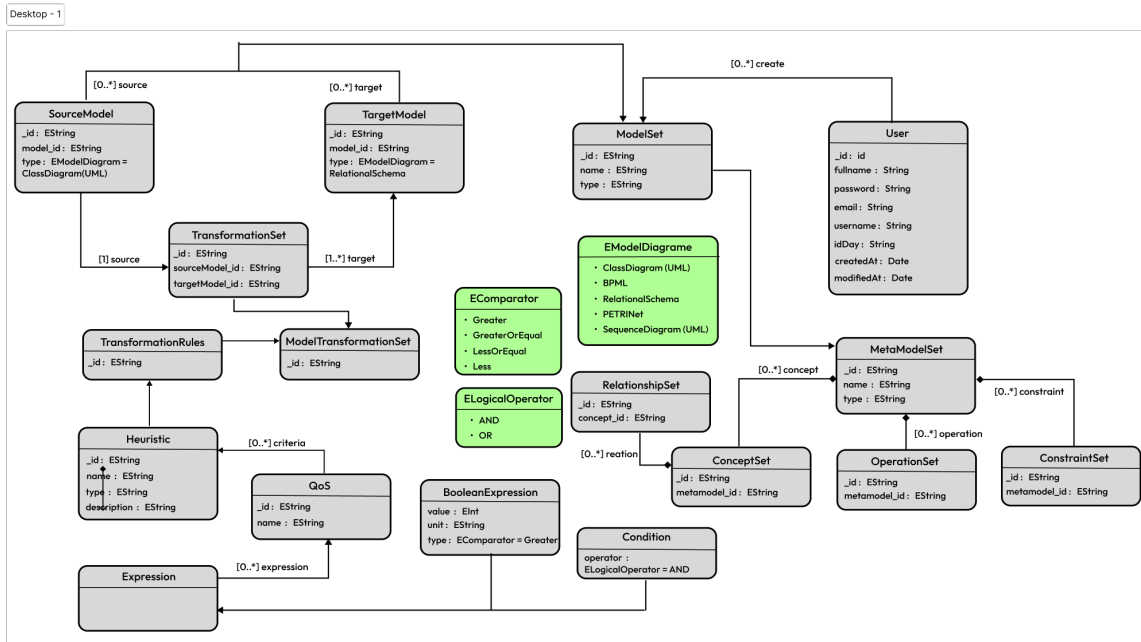 Desktop - 1
[0..*] source
[0..*] target
[0..*] create
SourceModel
_id : EString
model_id : EString
type : EModelDiagram =
ClassDiagram(UML)
TargetModel
_id : EString
model_id : EString
type : EModelDiagram =
RelationalSchema
ModelSet
_id : EString
name : EString
type : EString
User
_id : id
fullname : String
password : String
email : String
username : String
idDay : String
createdAt : Date
modifiedAt : Date
TransformationSet
_id : EString
sourceModel_id : EString
targetModel_id : EString
[1] source
[1..*] target
EModelDiagrame
• ClassDiagram (UML)
• BPML
• RelationalSchema
• PETRINet
• SequenceDiagram (UML)
EComparator
• Greater
• GreaterOrEqual
• LessOrEqual
• Less
TransformationRules
_id : EString
ModelTransformationSet
_id : EString
MetaModelSet
_id : EString
name : EString
type : EString
[0..*] concept
[0..*] constraint
[0..*] operation
RelationshipSet
_id : EString
concept_id : EString
ELogicalOperator
• AND
• OR
[0..*] reation
Heuristic
_id : EString
name : EString
type : EString
description : EString
[0..*] criteria
ConceptSet
_id : EString
metamodel_id : EString
OperationSet
_id : EString
metamodel_id : EString
ConstraintSet
_id : EString
metamodel_id : EString
QoS
_id : EString
name : EString
BooleanExpression
value : EInt
unit : EString
type : EComparator = Greater
Condition
operator :
ELogicalOperator = AND
[0..*] expression
Expression